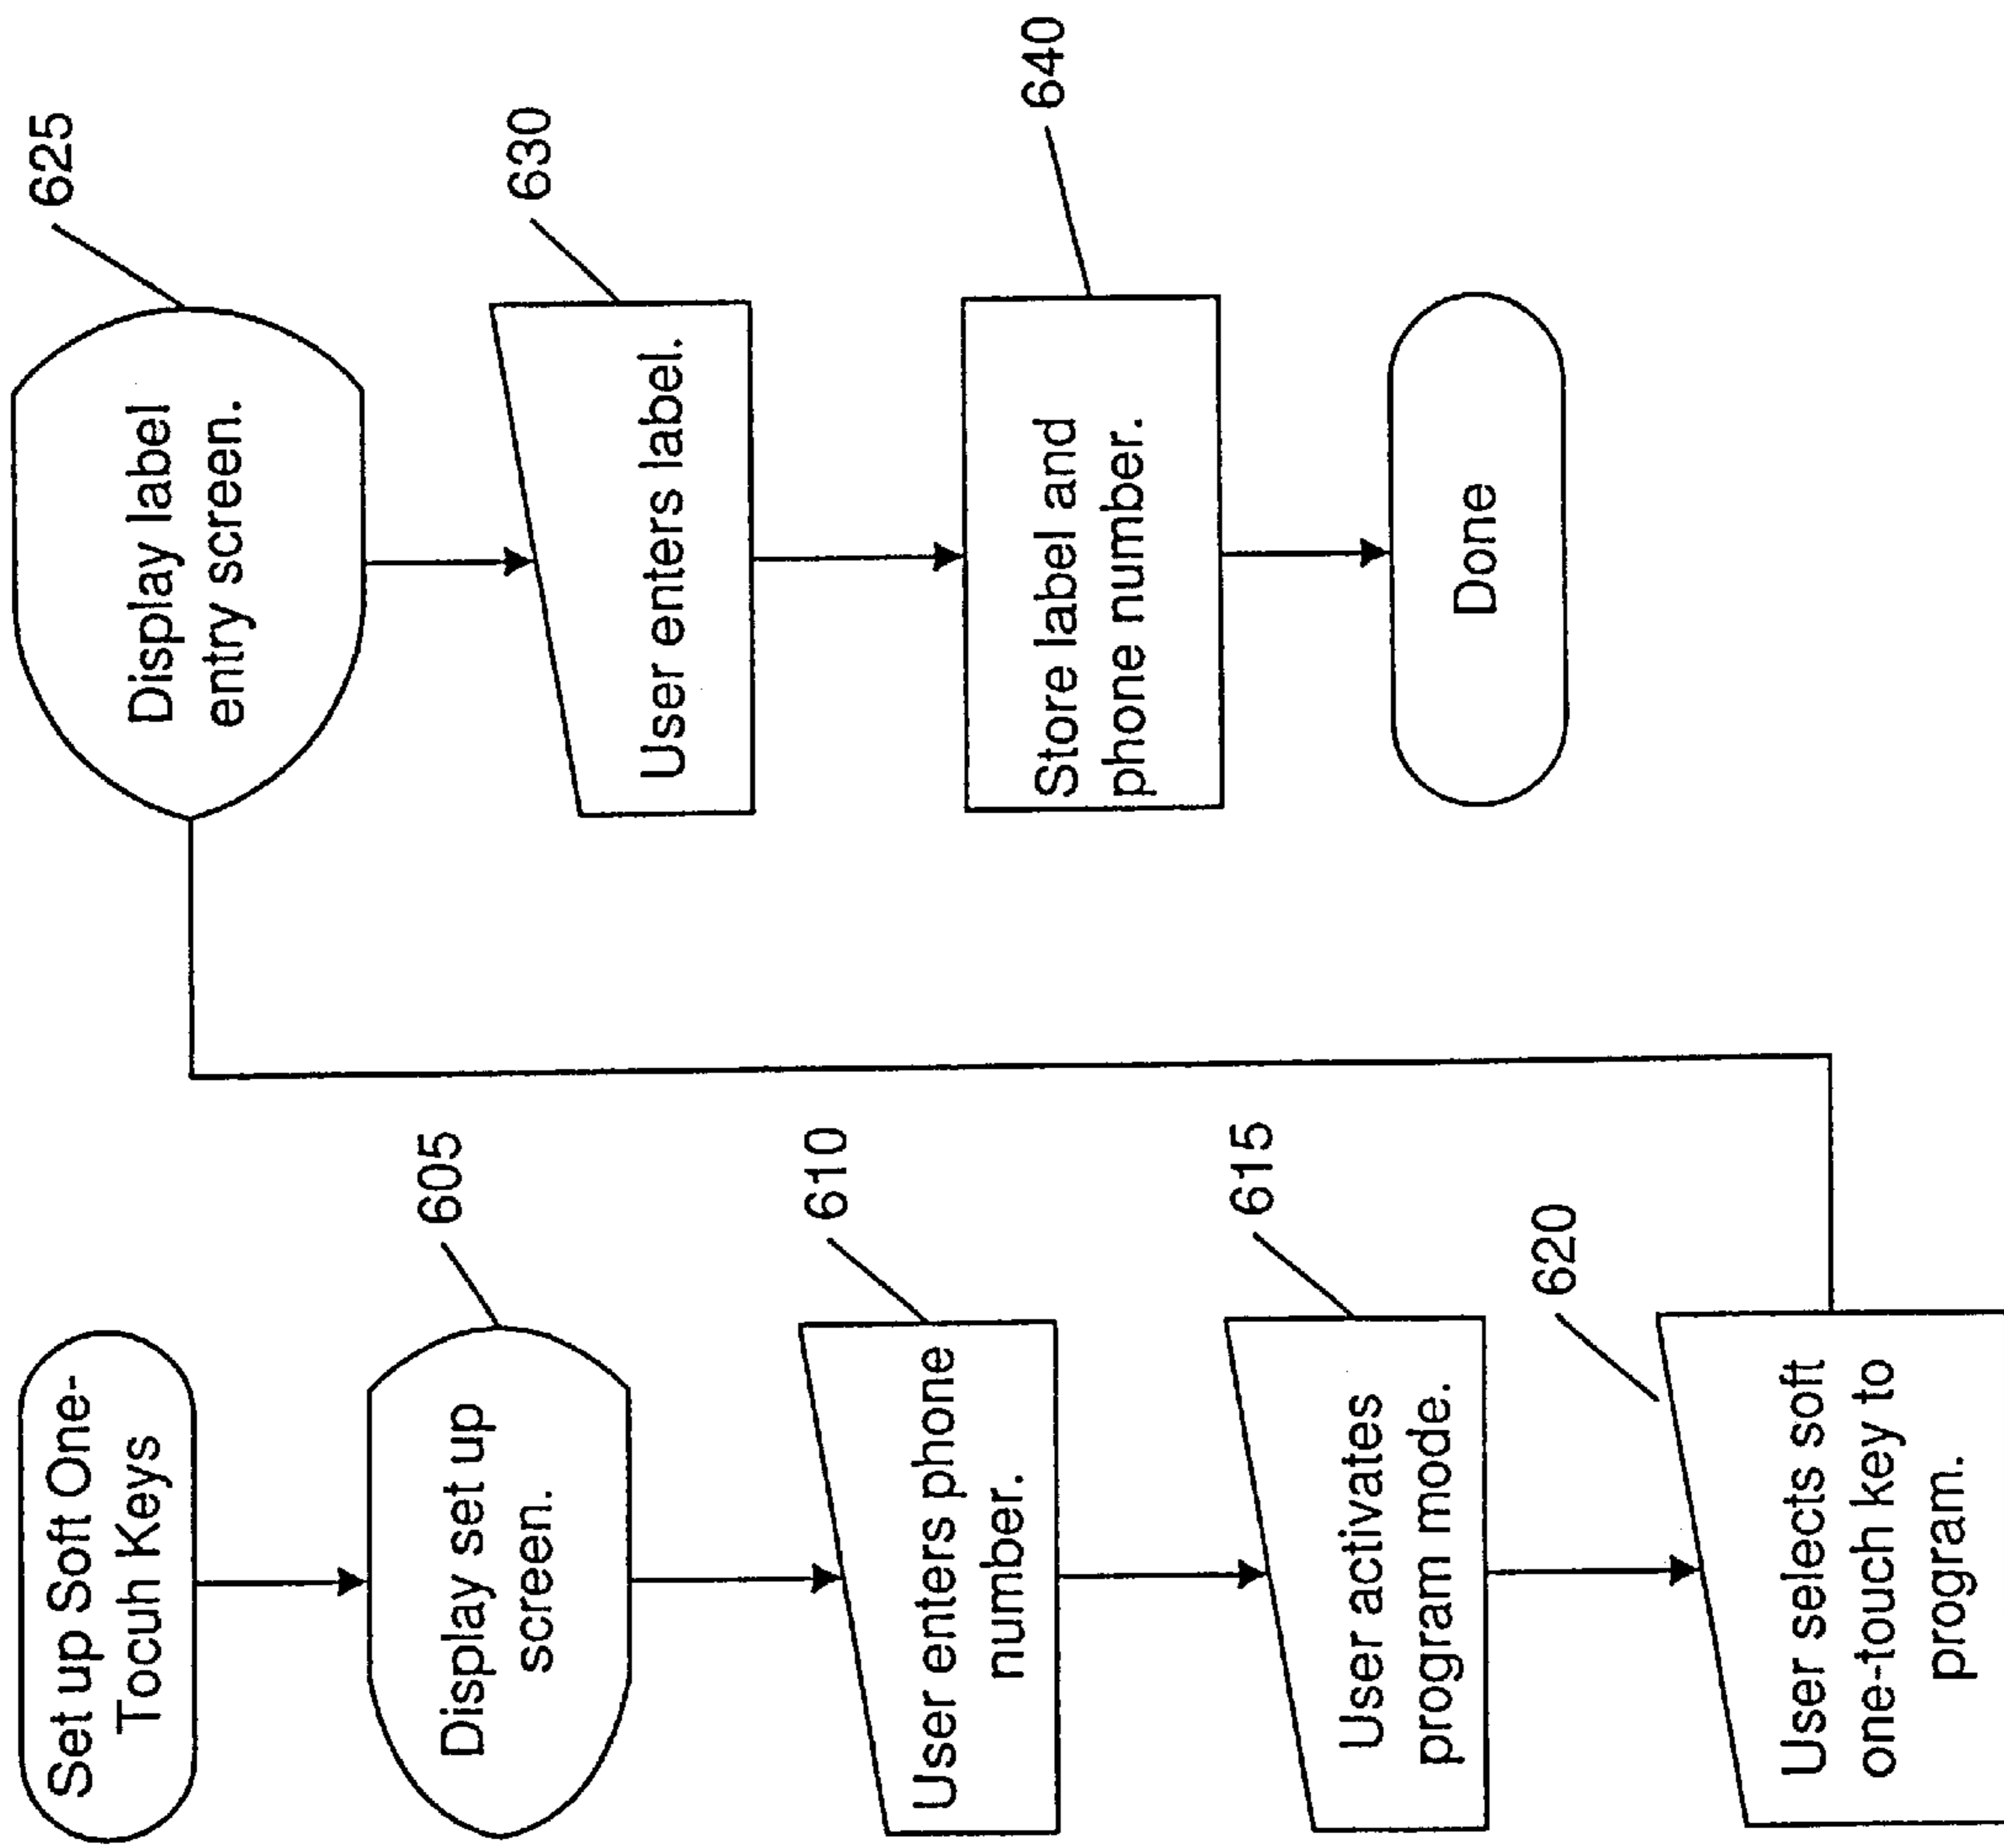 Set up Soft One-
Tocuh Keys
605
Display set up
screen.
610
User enters phone
number.
615
User activates
program mode.
620
User selects soft
one-touch key to
program.
625
Display label
entry screen.
630
User enters label.
640
Store label and
phone number.
Done